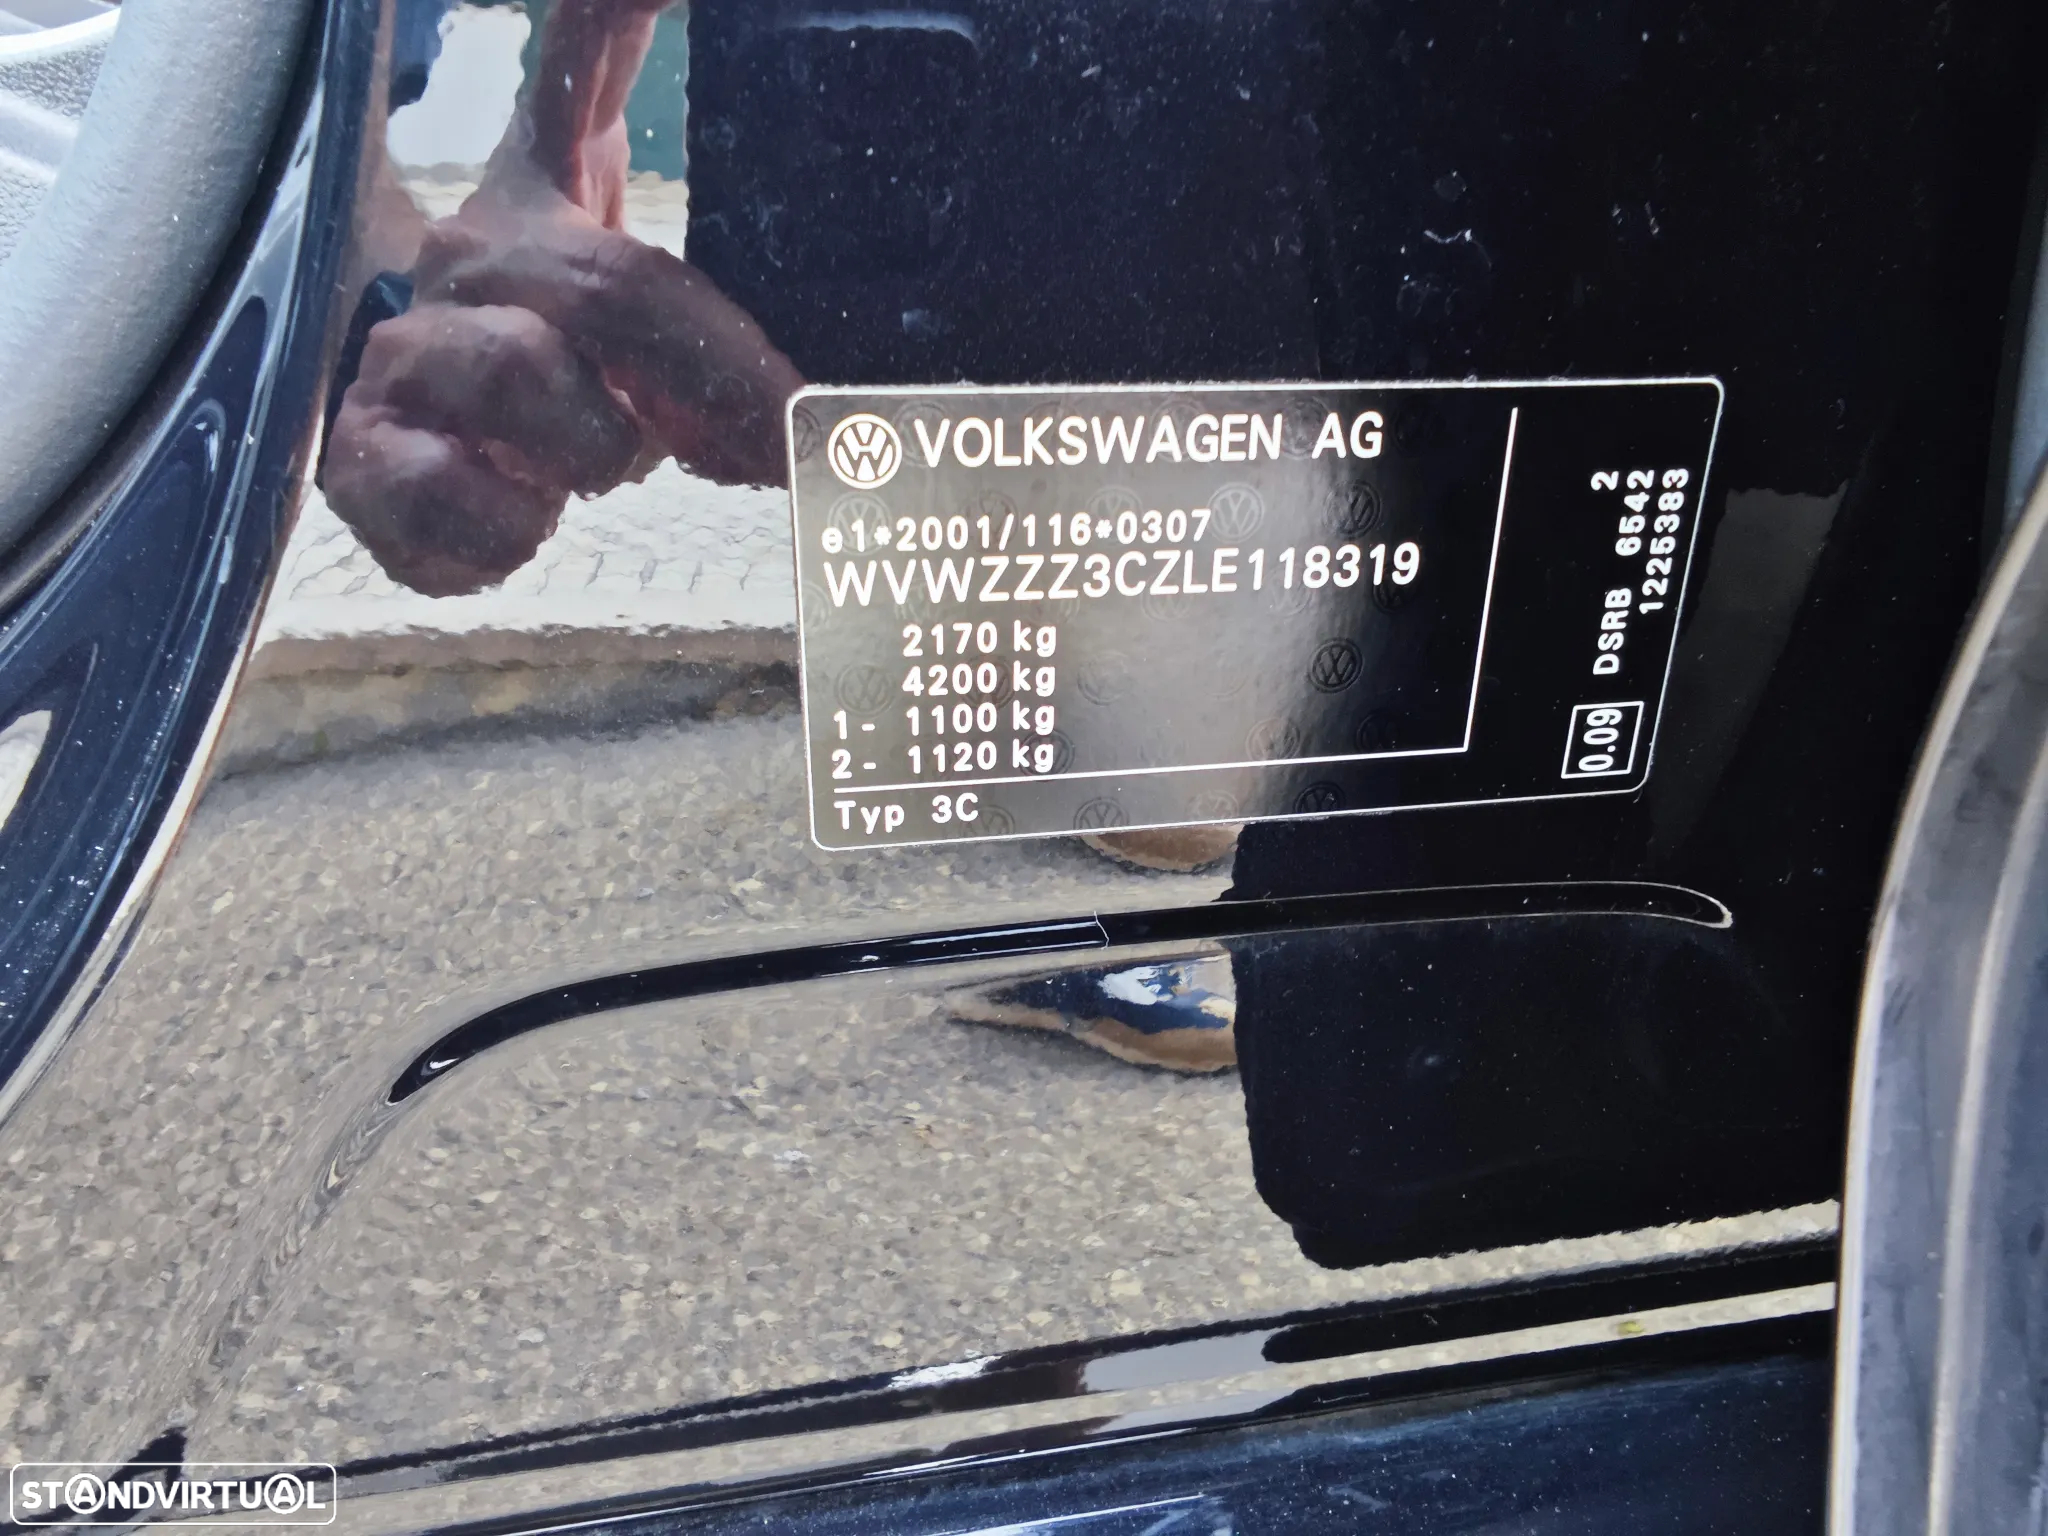 VOLKSWAGEN AG
e1*2001/116*0307
WVWZZZ3CZLE118319
2170 kg
4200 kg
1- 1100 kg
2- 1120 kg
Typ 3C
2
DSRB 6542
1225383
0.09
STANDVIRTUAL